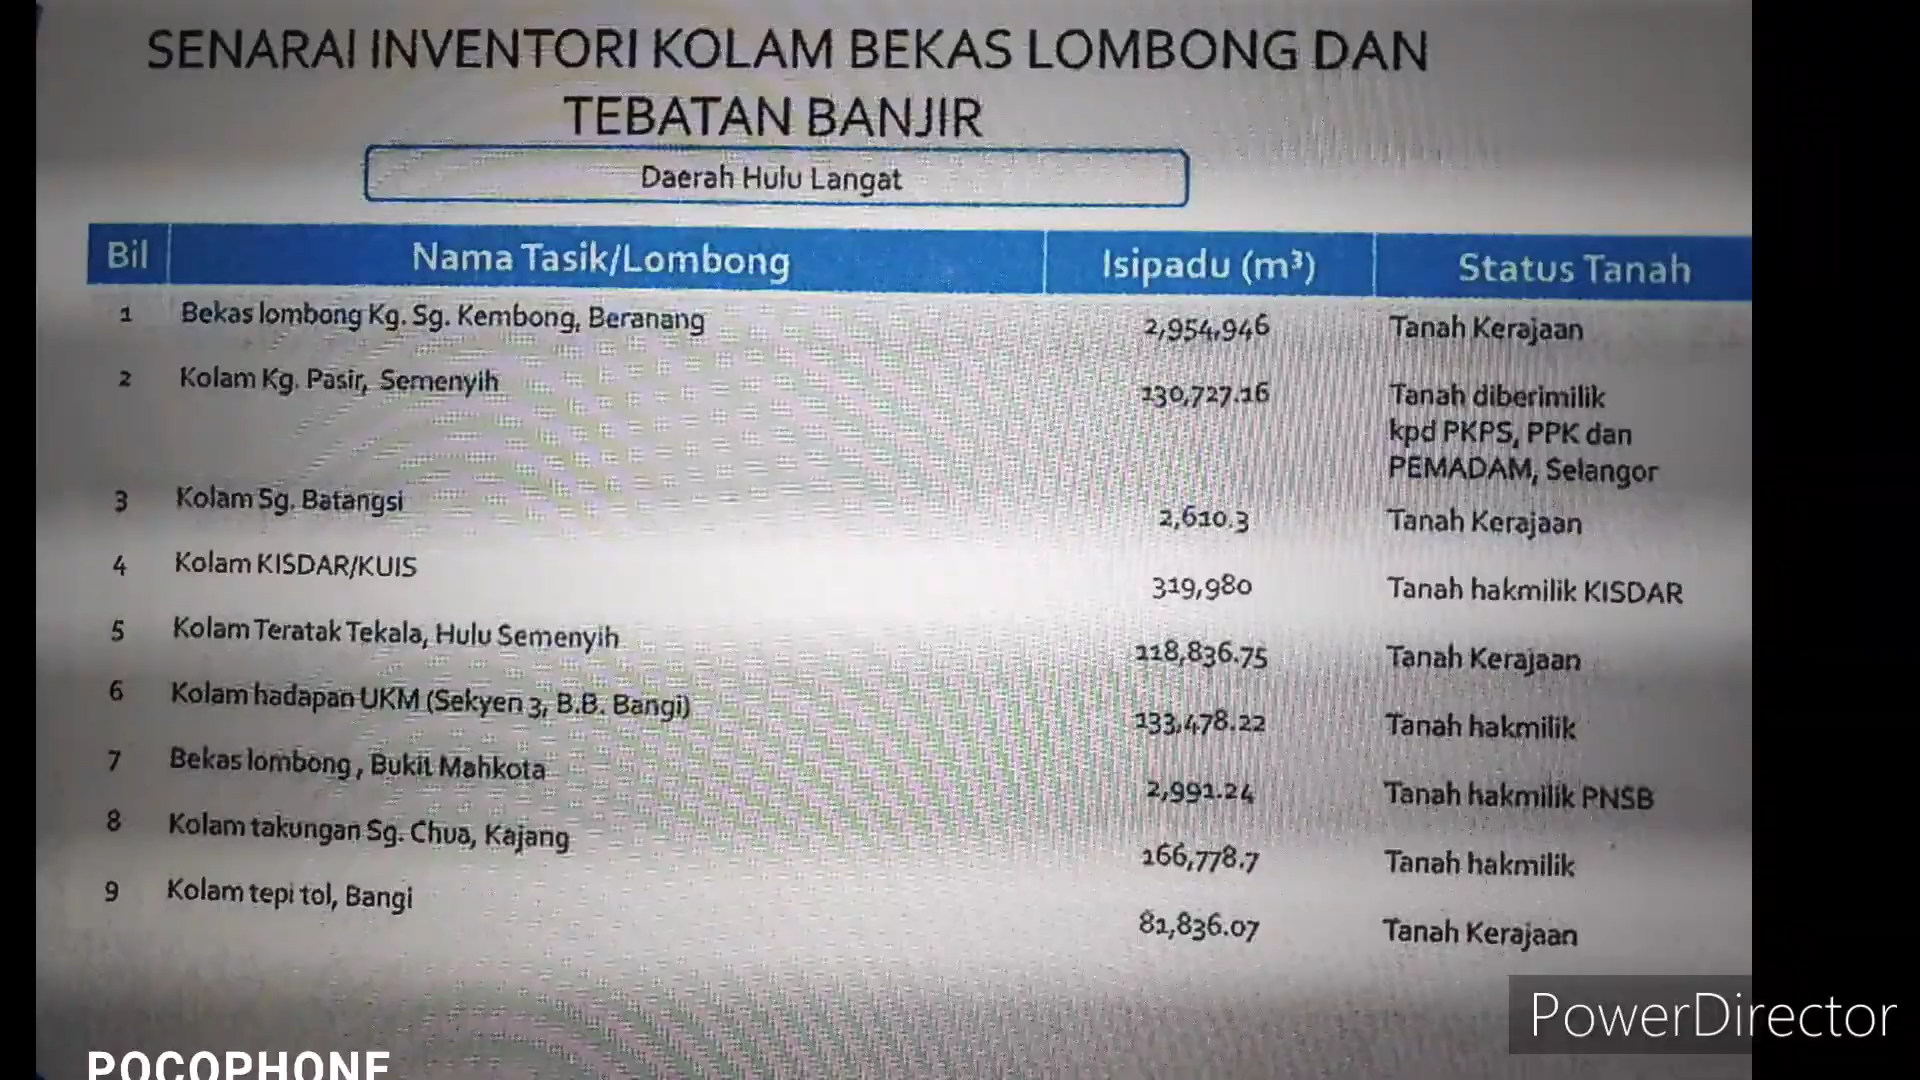 SENARAI INVENTORI KOLAM BEKAS LOMBONG DAN
TEBATAN BANJIR
Daerah Hulu Langat
Bil Nama Tasik/Lombong Isipadu (m³) Status Tanah
1 Bekas lombong Kg. Sg. Kembong, Beranang 2,954,946 Tanah Kerajaan
2 Kolam Kg. Pasir, Semenyih 130,727.16 Tanah diberimilik
kpd PKPS, PPK dan
PEMADAM, Selangor
3 Kolam Sg. Batangsi 2,610.3 Tanah Kerajaan
4 Kolam KISDAR/KUIS 319,980 Tanah hakmilik KISDAR
5 Kolam Teratak Tekala, Hulu Semenyih 118,836.75 Tanah Kerajaan
6 Kolam hadapan UKM (Sekyen 3, B.B. Bangi) 133,478.22 Tanah hakmilik
7 Bekas lombong , Bukit Mahkota 2,991.24 Tanah hakmilik PNSB
8 Kolam takungan Sg. Chua, Kajang 166,778.7 Tanah hakmilik
9 Kolam tepi tol, Bangi 81,836.07 Tanah Kerajaan
PowerDirector
POCOPHONE